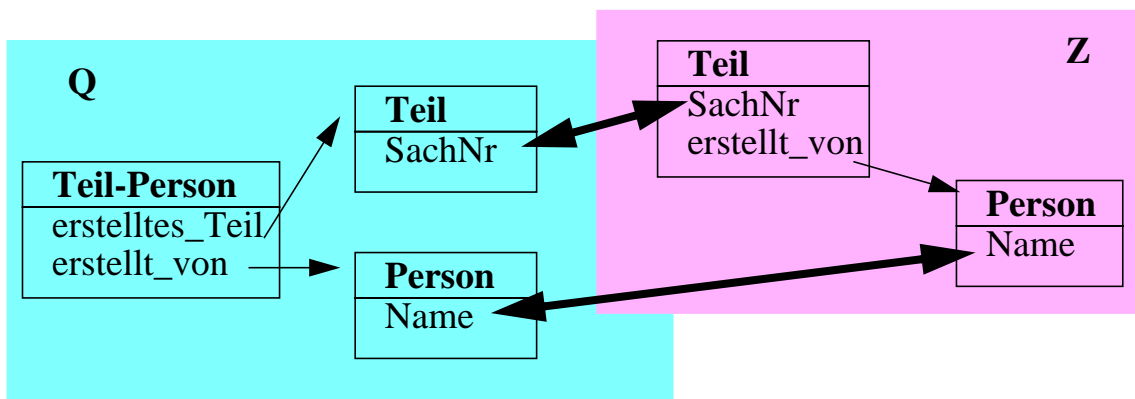 Q
Teil-Person
erstelltes_Teil
erstellt_von
Teil
SachNr
Person
Name
Z
Teil
SachNr
erstellt_von
Person
Name